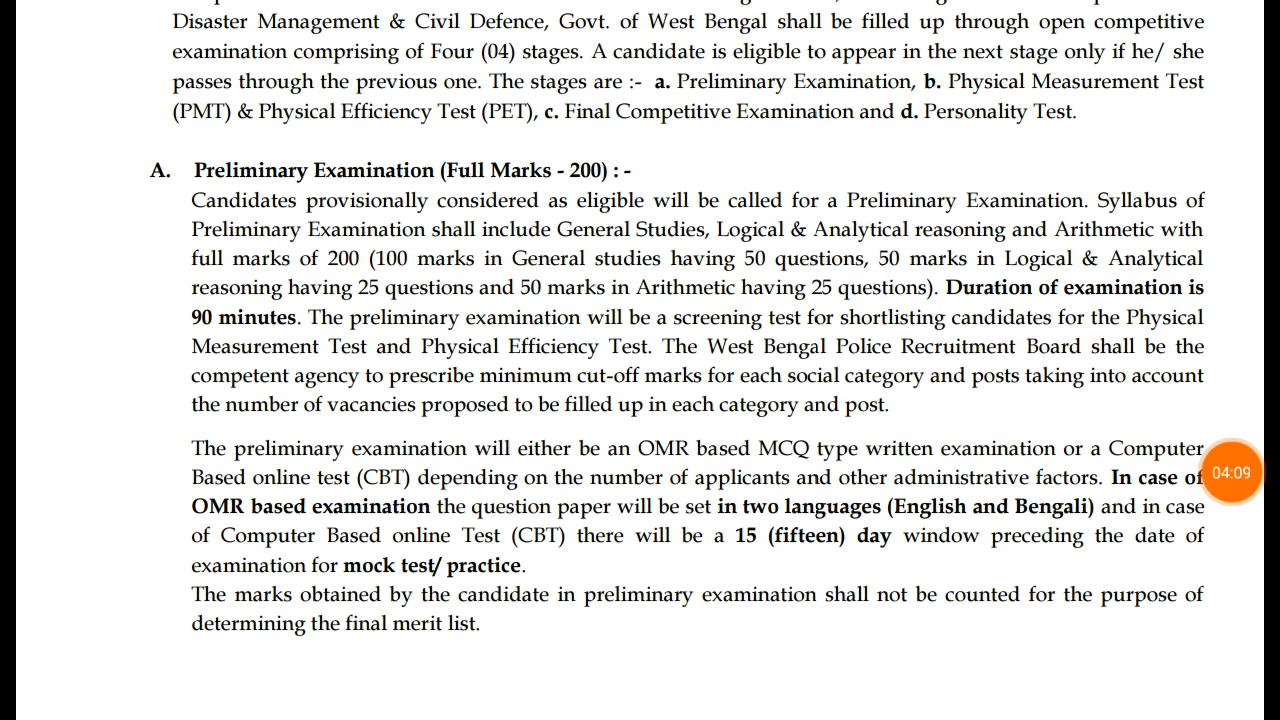 Disaster Management & Civil Defence, Govt. of West Bengal shall be filled up through open competitive
examination comprising of Four (04) stages. A candidate is eligible to appear in the next stage only if he/ she
passes through the previous one. The stages are :- a. Preliminary Examination, b. Physical Measurement Test
(PMT) & Physical Efficiency Test (PET), c. Final Competitive Examination and d. Personality Test.
A. Preliminary Examination (Full Marks - 200) : -
Candidates provisionally considered as eligible will be called for a Preliminary Examination. Syllabus of
Preliminary Examination shall include General Studies, Logical & Analytical reasoning and Arithmetic with
full marks of 200 (100 marks in General studies having 50 questions, 50 marks in Logical & Analytical
reasoning having 25 questions and 50 marks in Arithmetic having 25 questions). Duration of examination is
90 minutes. The preliminary examination will be a screening test for shortlisting candidates for the Physical
Measurement Test and Physical Efficiency Test. The West Bengal Police Recruitment Board shall be the
competent agency to prescribe minimum cut-off marks for each social category and posts taking into account
the number of vacancies proposed to be filled up in each category and post.
The preliminary examination will either be an OMR based MCQ type written examination or a Computer
Based online test (CBT) depending on the number of applicants and other administrative factors. In case of
04:09
OMR based examination the question paper will be set in two languages (English and Bengali) and in case
of Computer Based online Test (CBT) there will be a 15 (fifteen) day window preceding the date of
examination for mock test/ practice.
The marks obtained by the candidate in preliminary examination shall not be counted for the purpose of
determining the final merit list.